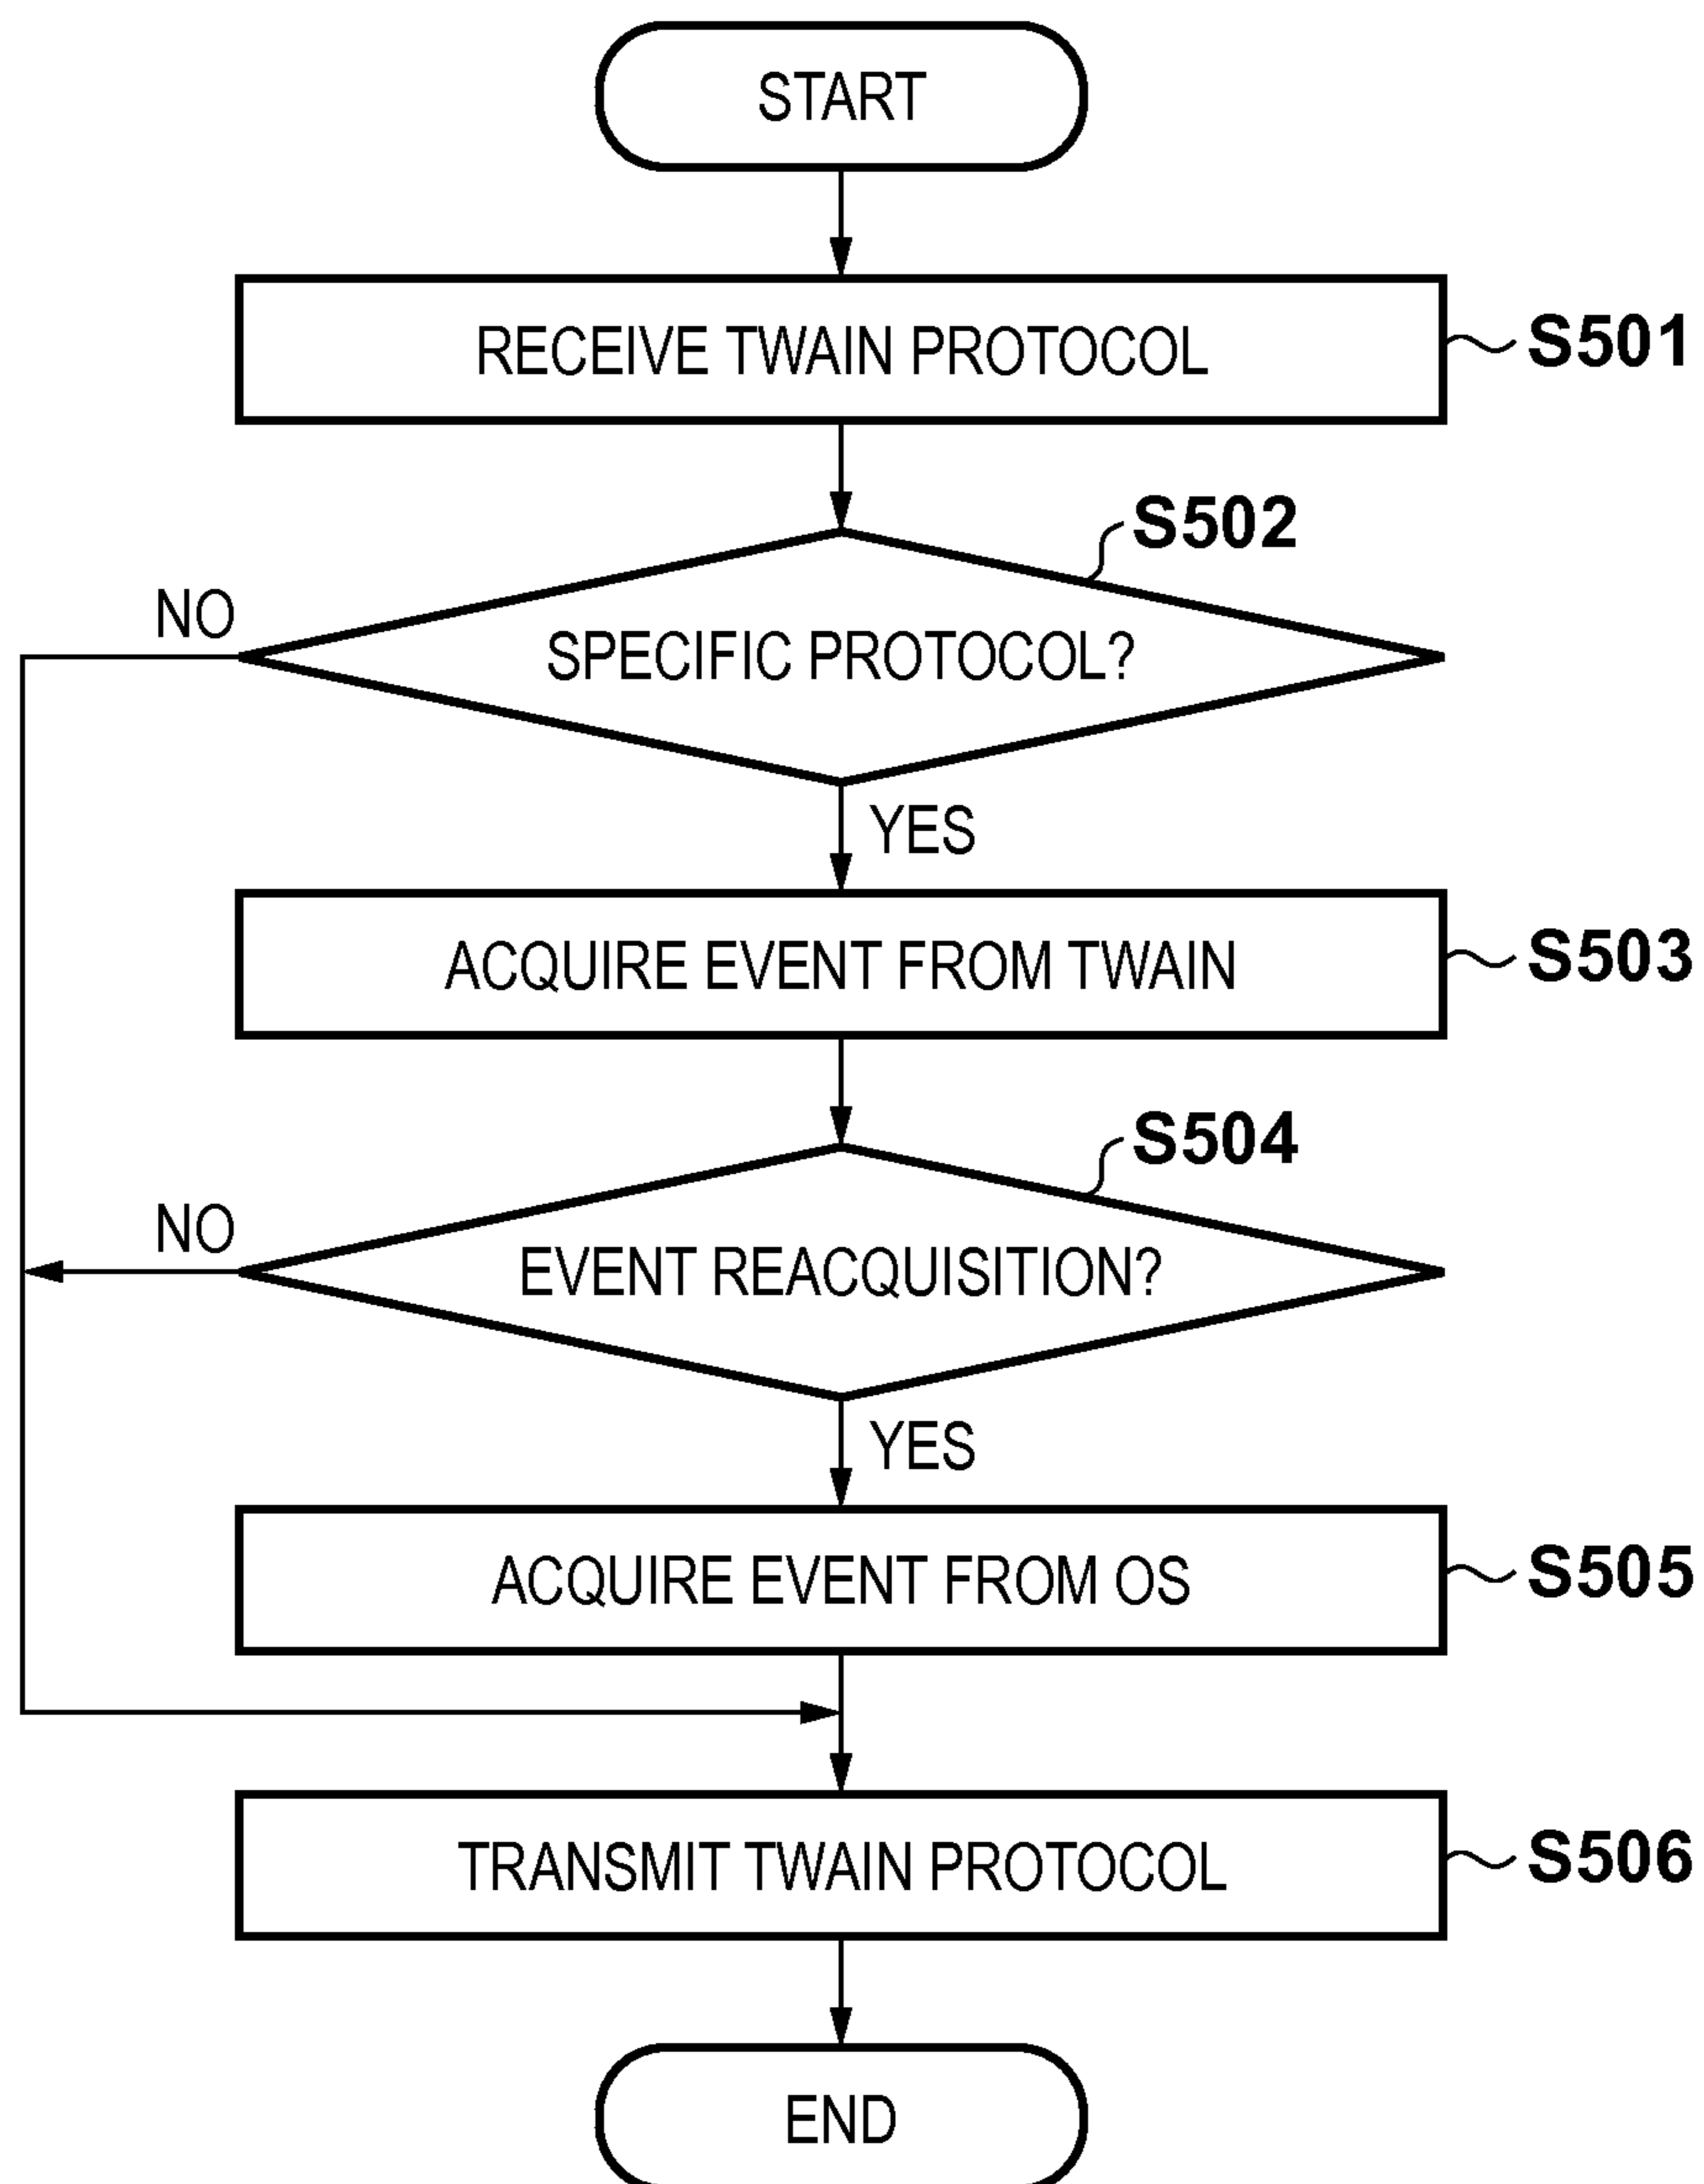 START
RECEIVE TWAIN PROTOCOL
S501
S502
NO
SPECIFIC PROTOCOL?
YES
ACQUIRE EVENT FROM TWAIN
S503
S504
NO
EVENT REACQUISITION?
YES
ACQUIRE EVENT FROM OS
S505
TRANSMIT TWAIN PROTOCOL
S506
END